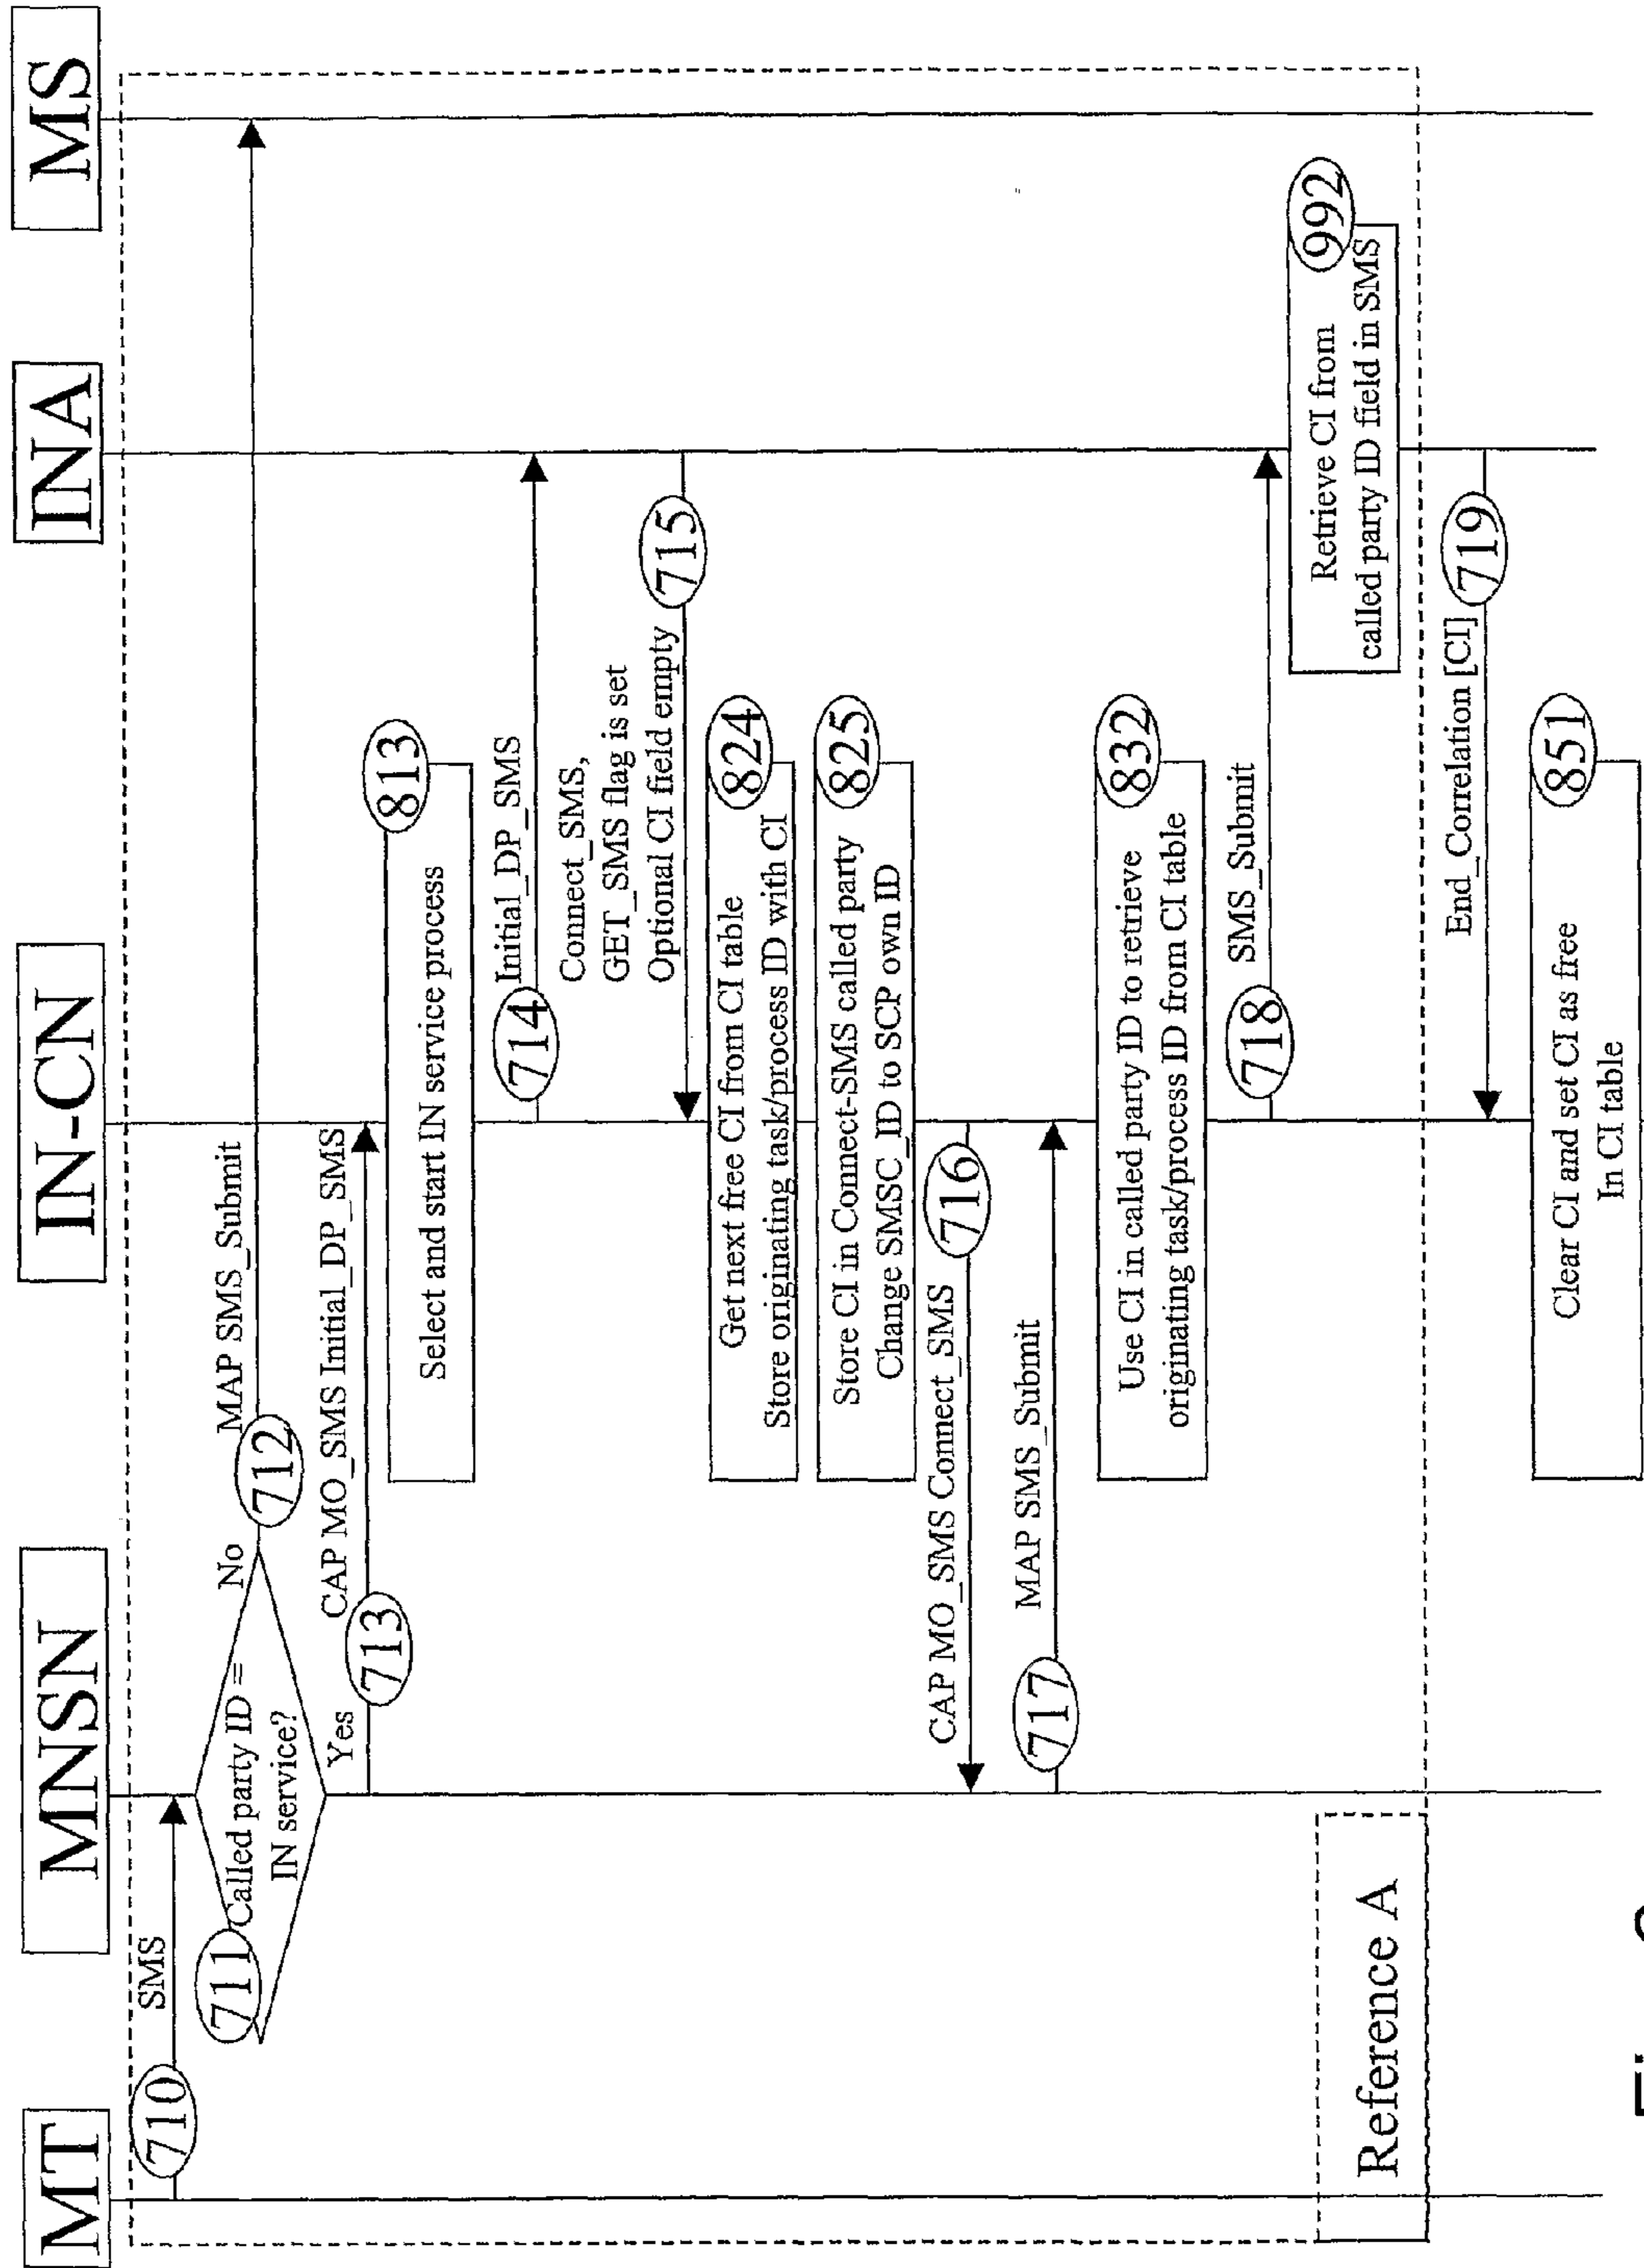 MT
MNSN
IN-CN
INA
MS
710
SMS
711
Called party ID =
IN service?
No
712
MAP SMS_Submit
Yes
713
CAP MO_SMS Initial_DP_SMS
813
Select and start IN service process
714
Initial_DP_SMS
Connect_SMS,
GET_SMS flag is set
Optional CI field empty
715
824
Get next free CI from CI table
Store originating task/process ID with CI
825
Store CI in Connect-SMS called party
Change SMSC_ID to SCP own ID
716
CAP MO_SMS Connect_SMS
717
MAP SMS_Submit
832
Use CI in called party ID to retrieve
originating task/process ID from CI table
718
SMS_Submit
992
Retrieve CI from
called party ID field in SMS
Reference A
End_Correlation [CI]
719
851
Clear CI and set CI as free
In CI table